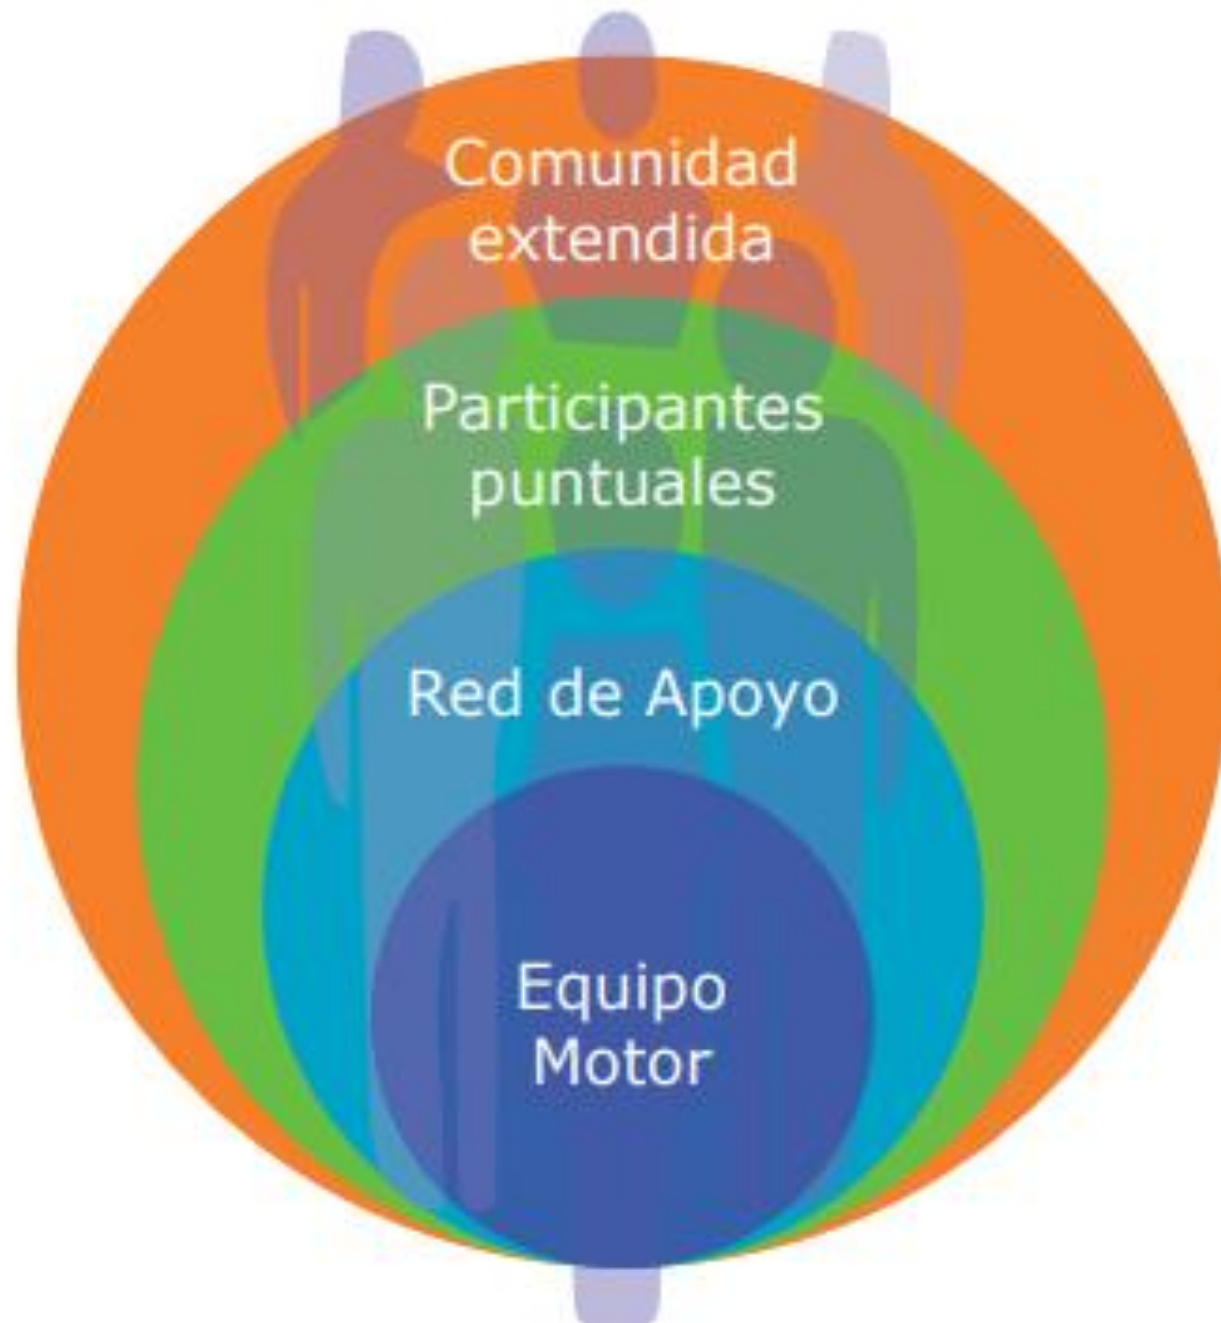 Comunidad
extendida
Participantes
puntuales
Red de Apoyo
Equipo
Motor